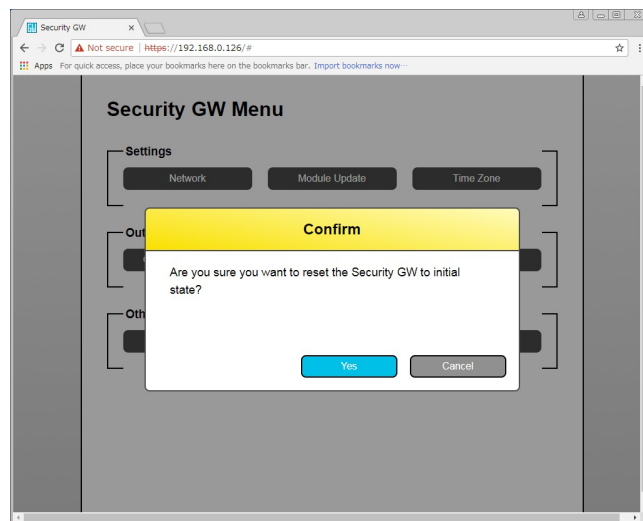 Security GW
Not secure | https://192.168.0.126/#
Apps For quick access, place your bookmarks here on the bookmarks bar. Import bookmarks now...
Security GW Menu
Settings
Network Module Update Time Zone
Out
Confirm
Are you sure you want to reset the Security GW to initial
state?
Oth
Yes Cancel